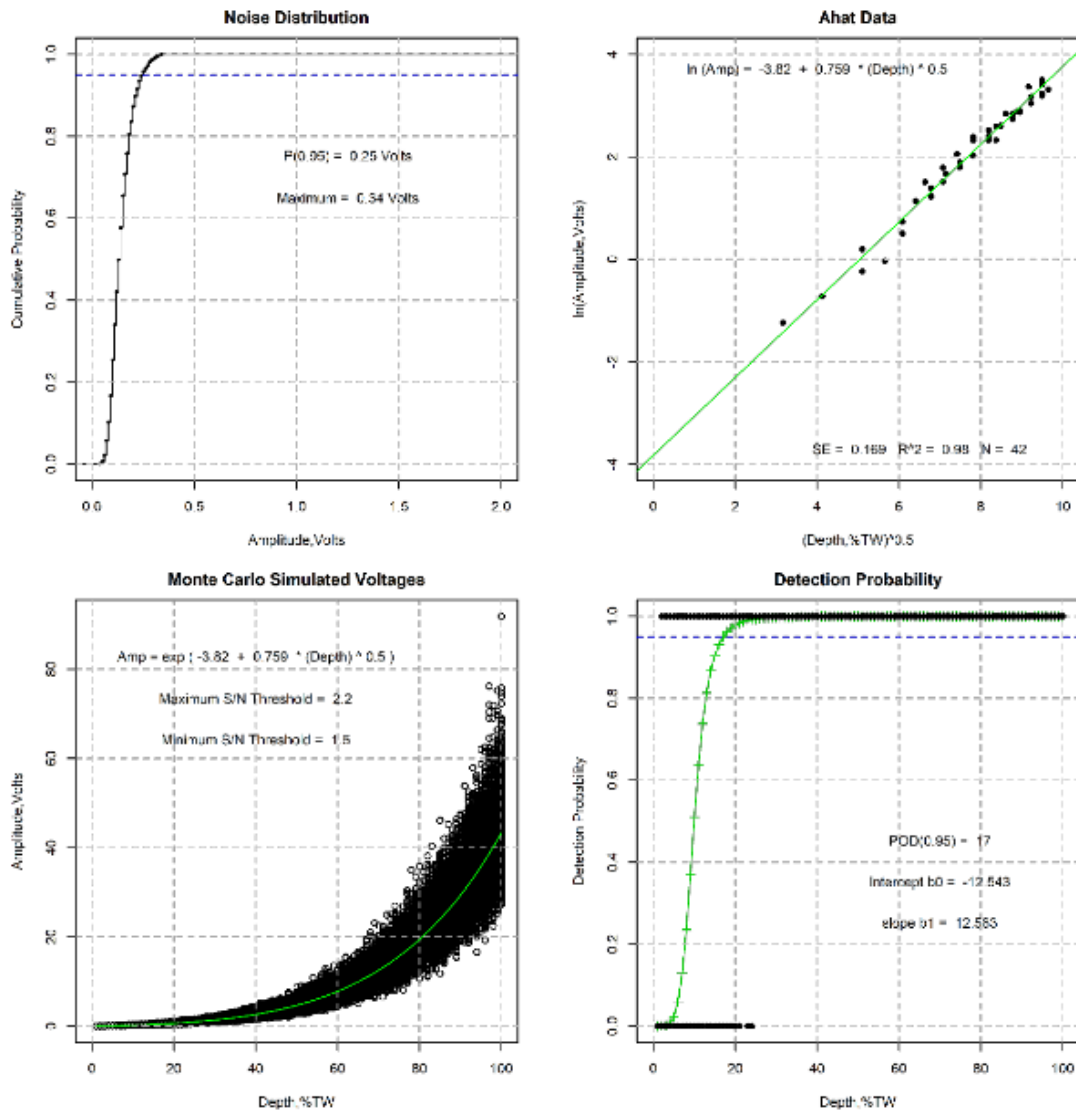 Noise Distribution
Cumulative Probability
0.0
0.2
0.4
0.6
0.8
1.0
P(0.95) = 0.25 Volts
Maximum = 0.34 Volts
0.0 0.5 1.0 1.5 2.0
Amplitude,Volts
Ahat Data
ln(Amplitude,Volts)
-4
-2
0
2
4
ln (Amp) = -3.82 + 0.759 * (Depth) ^ 0.5
SE = 0.169 R^2 = 0.98 N = 42
0 2 4 6 8 10
(Depth,%TW)^0.5
Monte Carlo Simulated Voltages
Amplitude,Volts
0
20
40
60
80
Amp = exp ( -3.82 + 0.759 * (Depth) ^ 0.5 )
Maximum S/N Threshold = 2.2
Minimum S/N Threshold = 1.5
0 20 40 60 80 100
Depth,%TW
Detection Probability
Detection Probability
0.0
0.2
0.4
0.6
0.8
1.0
POD(0.95) = 17
Intercept b0 = -12.543
slope b1 = 12.563
0 20 40 60 80 100
Depth,%TW